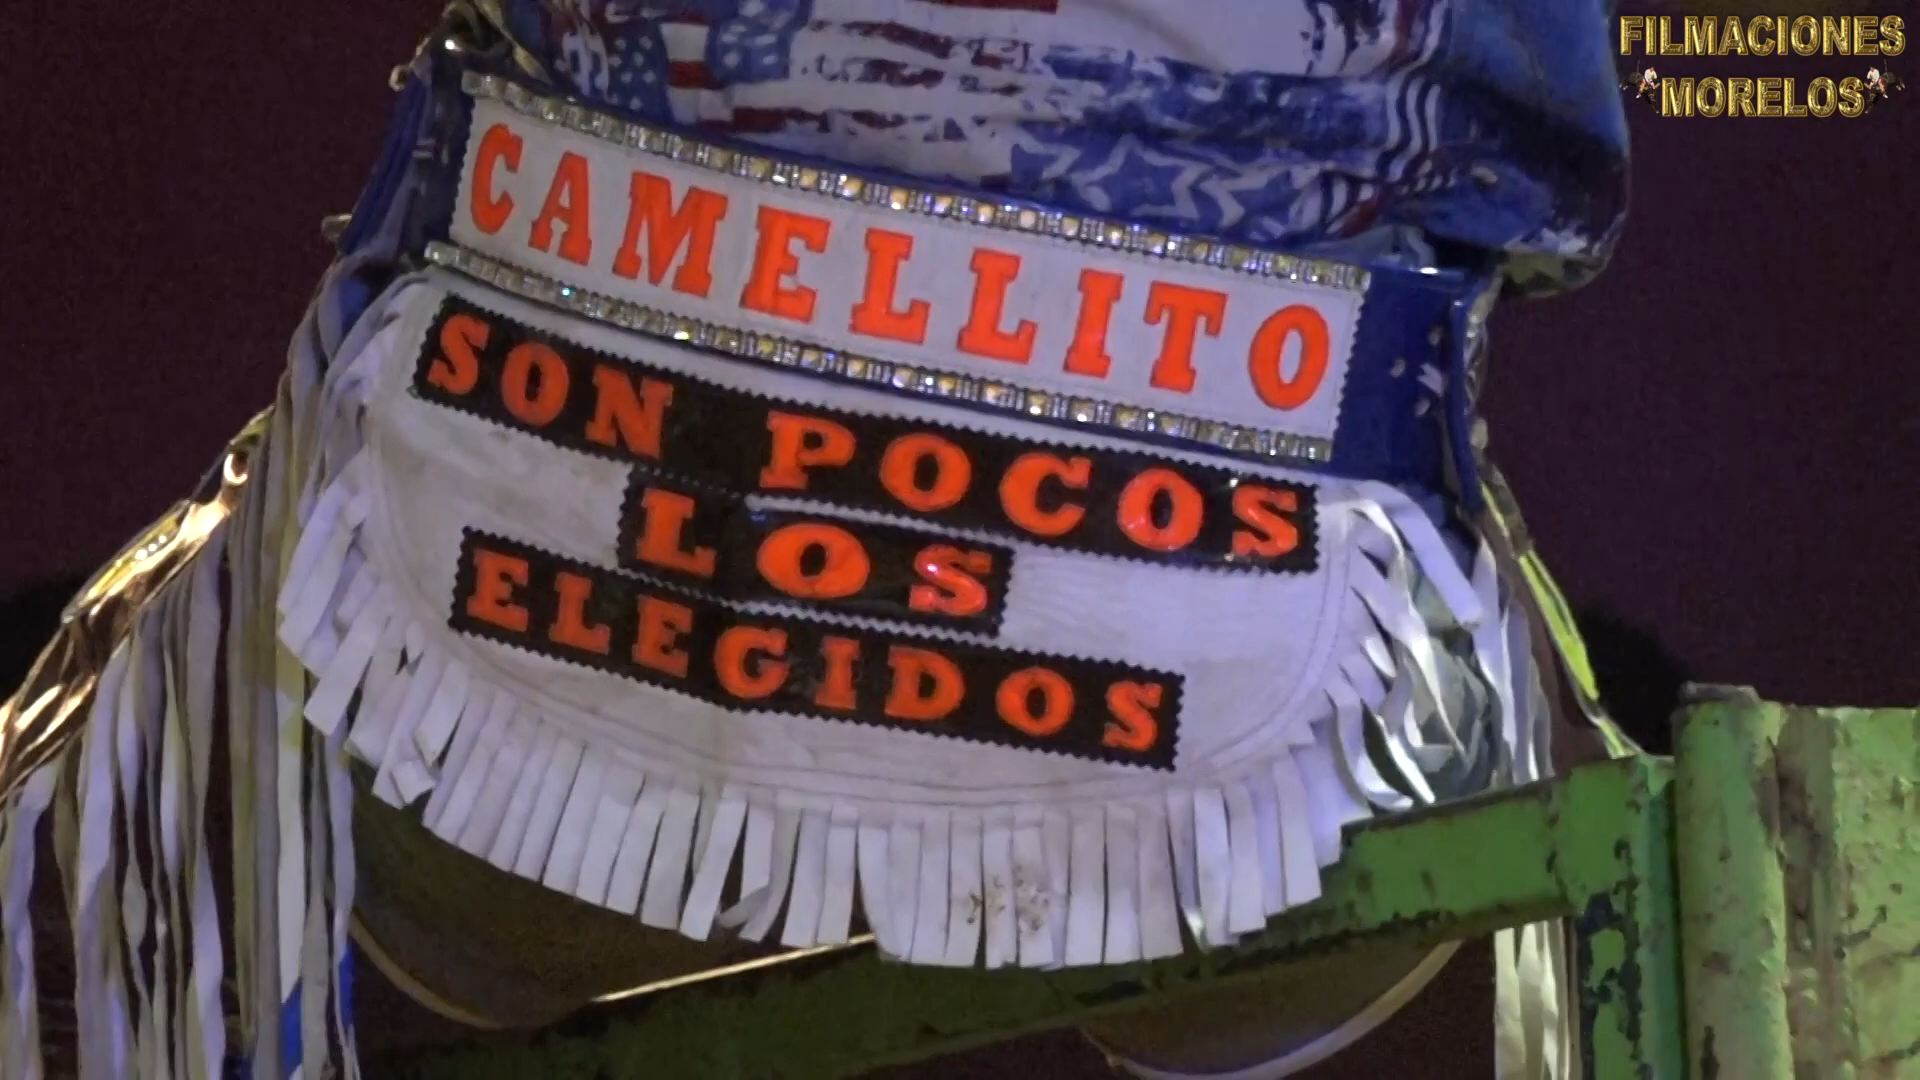 FILMACIONES
MORELOS
CAMELLITO
SON POCOS
LOS
ELEGIDOS